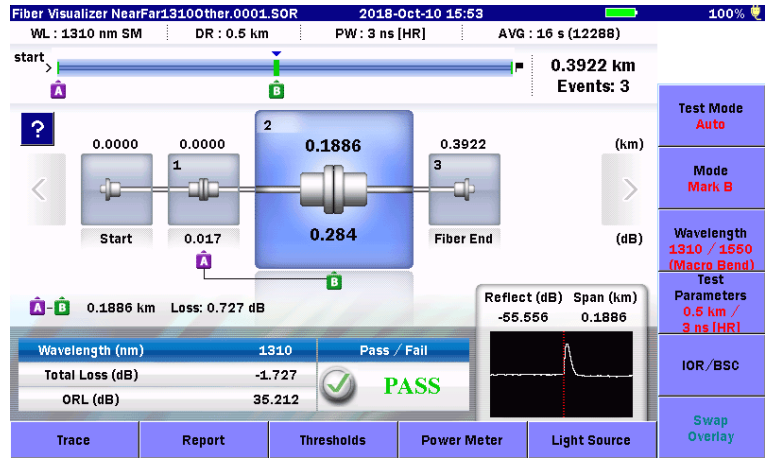 Fiber Visualizer NearFar1310Other.0001.SOR 2018-Oct-10 15:53 100%
WL : 1310 nm SM DR : 0.5 km PW : 3 ns [HR] AVG : 16 s (12288)
start
0.3922 km
Events: 3
A B
?
0.0000 0.0000 2 0.1886 0.3922 (km)
1 3
Start 0.017 0.284 Fiber End (dB)
A
B
A-B 0.1886 km Loss: 0.727 dB
Reflect (dB) Span (km)
-55.556 0.1886
Wavelength (nm) 1310 Pass / Fail
Total Loss (dB) -1.727
PASS
ORL (dB) 35.212
Test Mode
Auto
Mode
Mark B
Wavelength
1310 / 1550
(Macro Bend)
Test
Parameters
0.5 km /
3 ns [HR]
IOR/BSC
Swap
Overlay
Trace Report Thresholds Power Meter Light Source